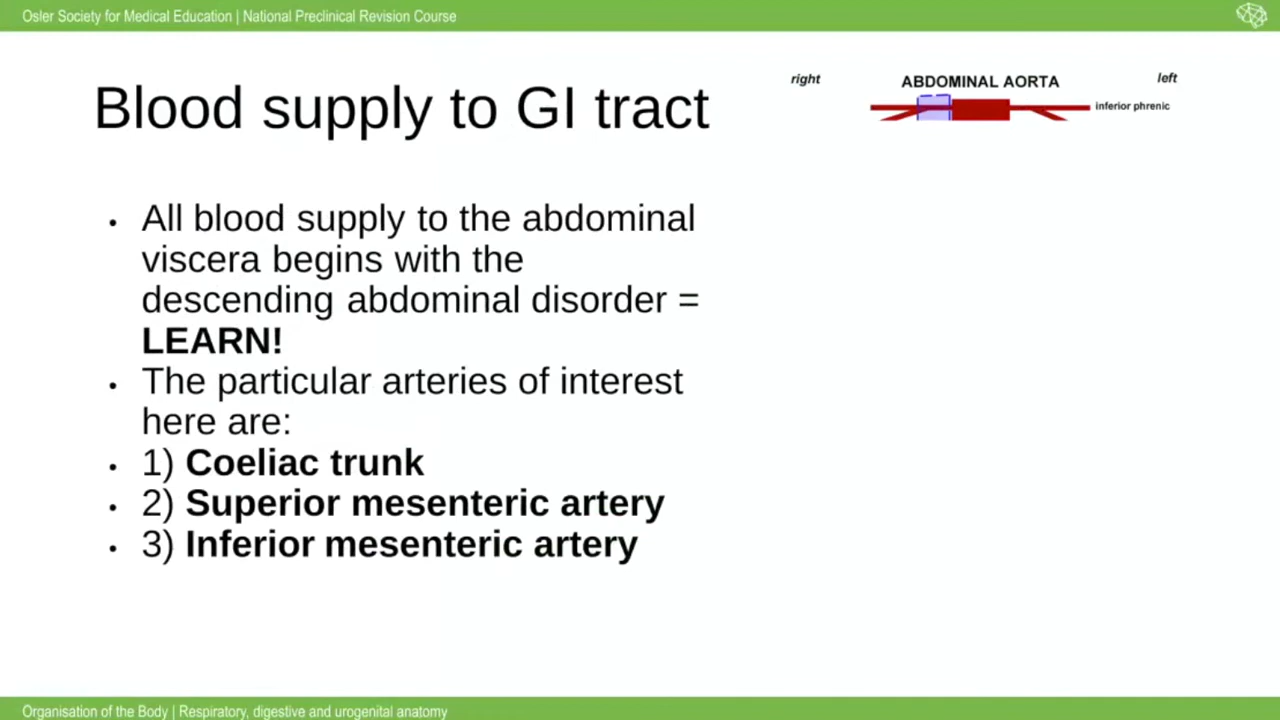 Osler Society for Medical Education | National Preclinical Revision Course
Blood supply to GI tract
right
ABDOMINAL AORTA
left
inferior phrenic
• All blood supply to the abdominal
viscera begins with the
descending abdominal disorder =
LEARN!
• The particular arteries of interest
here are:
• 1) Coeliac trunk
• 2) Superior mesenteric artery
• 3) Inferior mesenteric artery
Organisation of the Body | Respiratory, digestive and urogenital anatomy